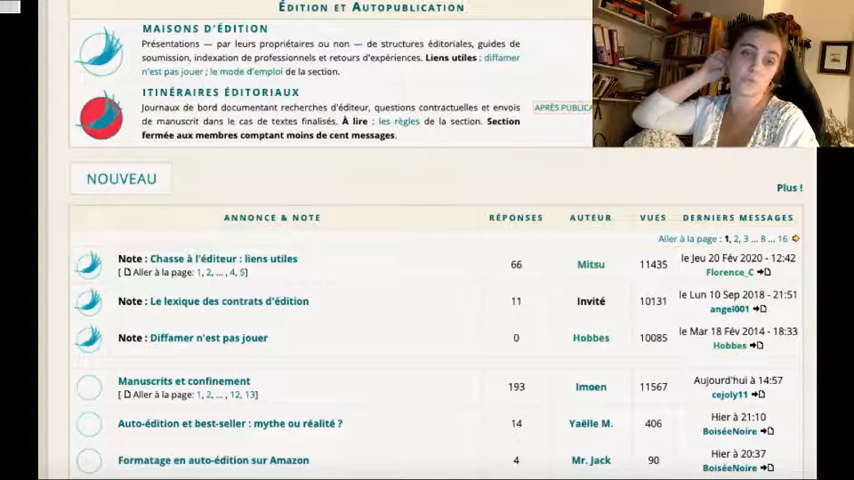 Édition et Autopublication
MAISONS D'ÉDITION
Présentations — par leurs propriétaires ou non — de structures éditoriales, guides de
soumission, indexation de professionnels et retours d'expériences. Liens utiles : diffamer
n'est pas jouer ; le mode d'emploi de la section.
ITINÉRAIRES ÉDITORIAUX
Journaux de bord documentant recherches d'éditeur, questions contractuelles et envois
de manuscrit dans le cas de textes finalisés. À lire : les règles de la section. Section
fermée aux membres comptant moins de cent messages.
APRÈS.PUBLICA
NOUVEAU
Plus !
ANNONCE & NOTE RÉPONSES AUTEUR VUES DERNIERS MESSAGES
Aller à la page : 1, 2, 3 ... 8 ... 16
Note : Chasse à l'éditeur : liens utiles 66 Mitsu 11435 le Jeu 20 Fév 2020 - 12:42
[ Aller à la page: 1, 2, ... , 4, 5] Florence_C
Note : Le lexique des contrats d'édition 11 Invité 10131 le Lun 10 Sep 2018 - 21:51
angel001
Note : Diffamer n'est pas jouer 0 Hobbes 10085 le Mar 18 Fév 2014 - 18:33
Hobbes
Manuscrits et confinement 193 Imoen 11567 Aujourd'hui à 14:57
[ Aller à la page: 1, 2, ... , 12, 13] cejoly11
Auto-édition et best-seller : mythe ou réalité ? 14 Yaëlle M. 406 Hier à 21:10
BoiséeNoire
Formatage en auto-édition sur Amazon 4 Mr. Jack 90 Hier à 20:37
BoiséeNoire